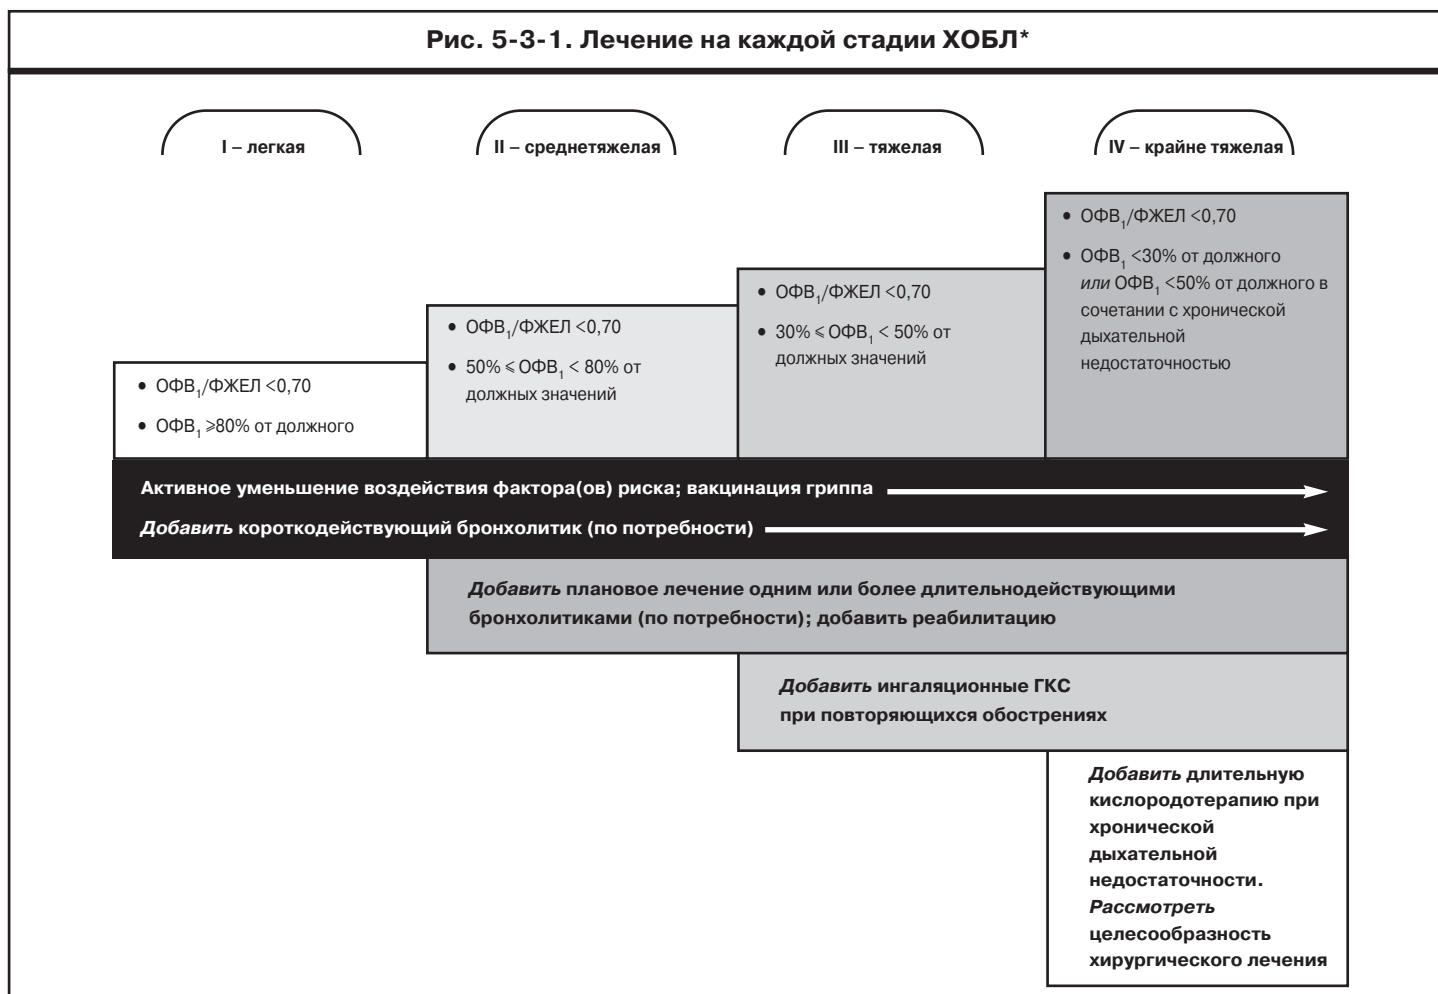 Рис. 5-3-1. Лечение на каждой стадии ХОБЛ*
I – легкая
II – среднетяжелая
III – тяжелая
IV – крайне тяжелая
• ОФВ₁/ФЖЕЛ <0,70
• ОФВ₁ ≥80% от должного
• ОФВ₁/ФЖЕЛ <0,70
• 50% ≤ ОФВ₁ < 80% от
должных значений
• ОФВ₁/ФЖЕЛ <0,70
• 30% ≤ ОФВ₁ < 50% от
должных значений
• ОФВ₁/ФЖЕЛ <0,70
• ОФВ₁ <30% от должного
или ОФВ₁ <50% от должного в
сочетании с хронической
дыхательной
недостаточностью
Активное уменьшение воздействия фактора(ов) риска; вакцинация гриппа
Добавить короткодействующий бронхолитик (по потребности)
Добавить плановое лечение одним или более длительнодействующими
бронхолитиками (по потребности); добавить реабилитацию
Добавить ингаляционные ГКС
при повторяющихся обострениях
Добавить длительную
кислородотерапию при
хронической
дыхательной
недостаточности.
Рассмотреть
целесообразность
хирургического лечения